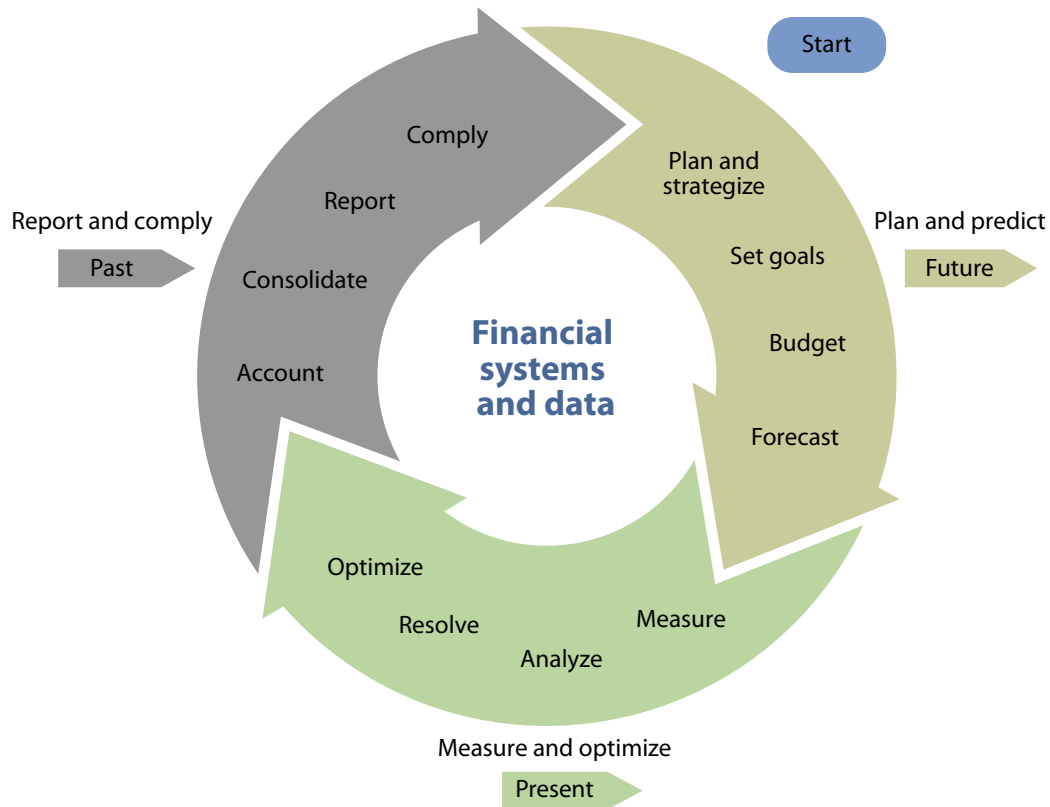 Start
Comply
Plan and
strategize
Report
Report and comply
Past
Plan and predict
Future
Set goals
Consolidate
Financial
systems
and data
Budget
Account
Forecast
Optimize
Resolve
Measure
Analyze
Measure and optimize
Present